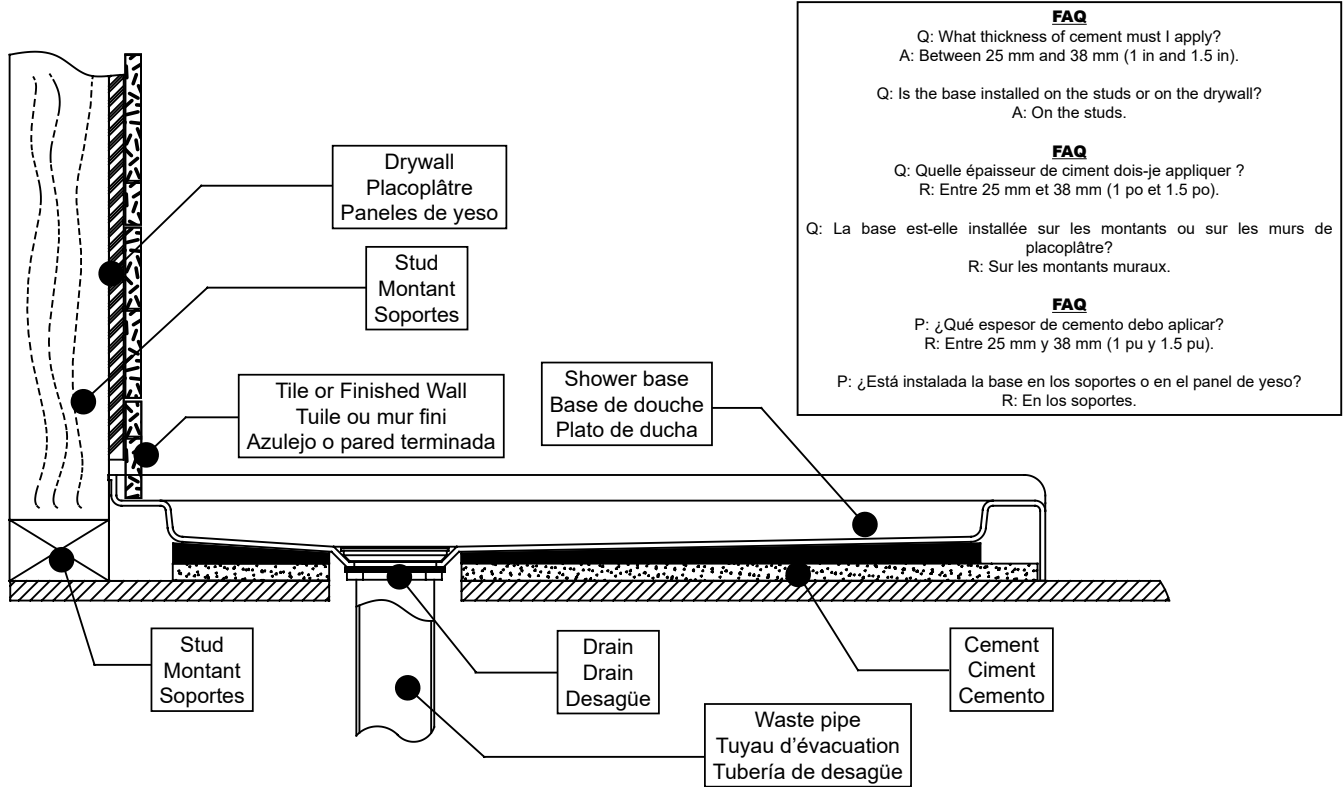 FAQ
Q: What thickness of cement must I apply?
A: Between 25 mm and 38 mm (1 in and 1.5 in).
Q: Is the base installed on the studs or on the drywall?
A: On the studs.
FAQ
Q: Quelle épaisseur de ciment dois-je appliquer ?
R: Entre 25 mm et 38 mm (1 po et 1.5 po).
Q: La base est-elle installée sur les montants ou sur les murs de
placoplâtre?
R: Sur les montants muraux.
FAQ
P: ¿Qué espesor de cemento debo aplicar?
R: Entre 25 mm y 38 mm (1 pu y 1.5 pu).
P: ¿Está instalada la base en los soportes o en el panel de yeso?
R: En los soportes.
Drywall
Placoplâtre
Paneles de yeso
Stud
Montant
Soportes
Tile or Finished Wall
Tuile ou mur fini
Azulejo o pared terminada
Shower base
Base de douche
Plato de ducha
Stud
Montant
Soportes
Drain
Drain
Desagüe
Cement
Ciment
Cemento
Waste pipe
Tuyau d’évacuation
Tubería de desagüe